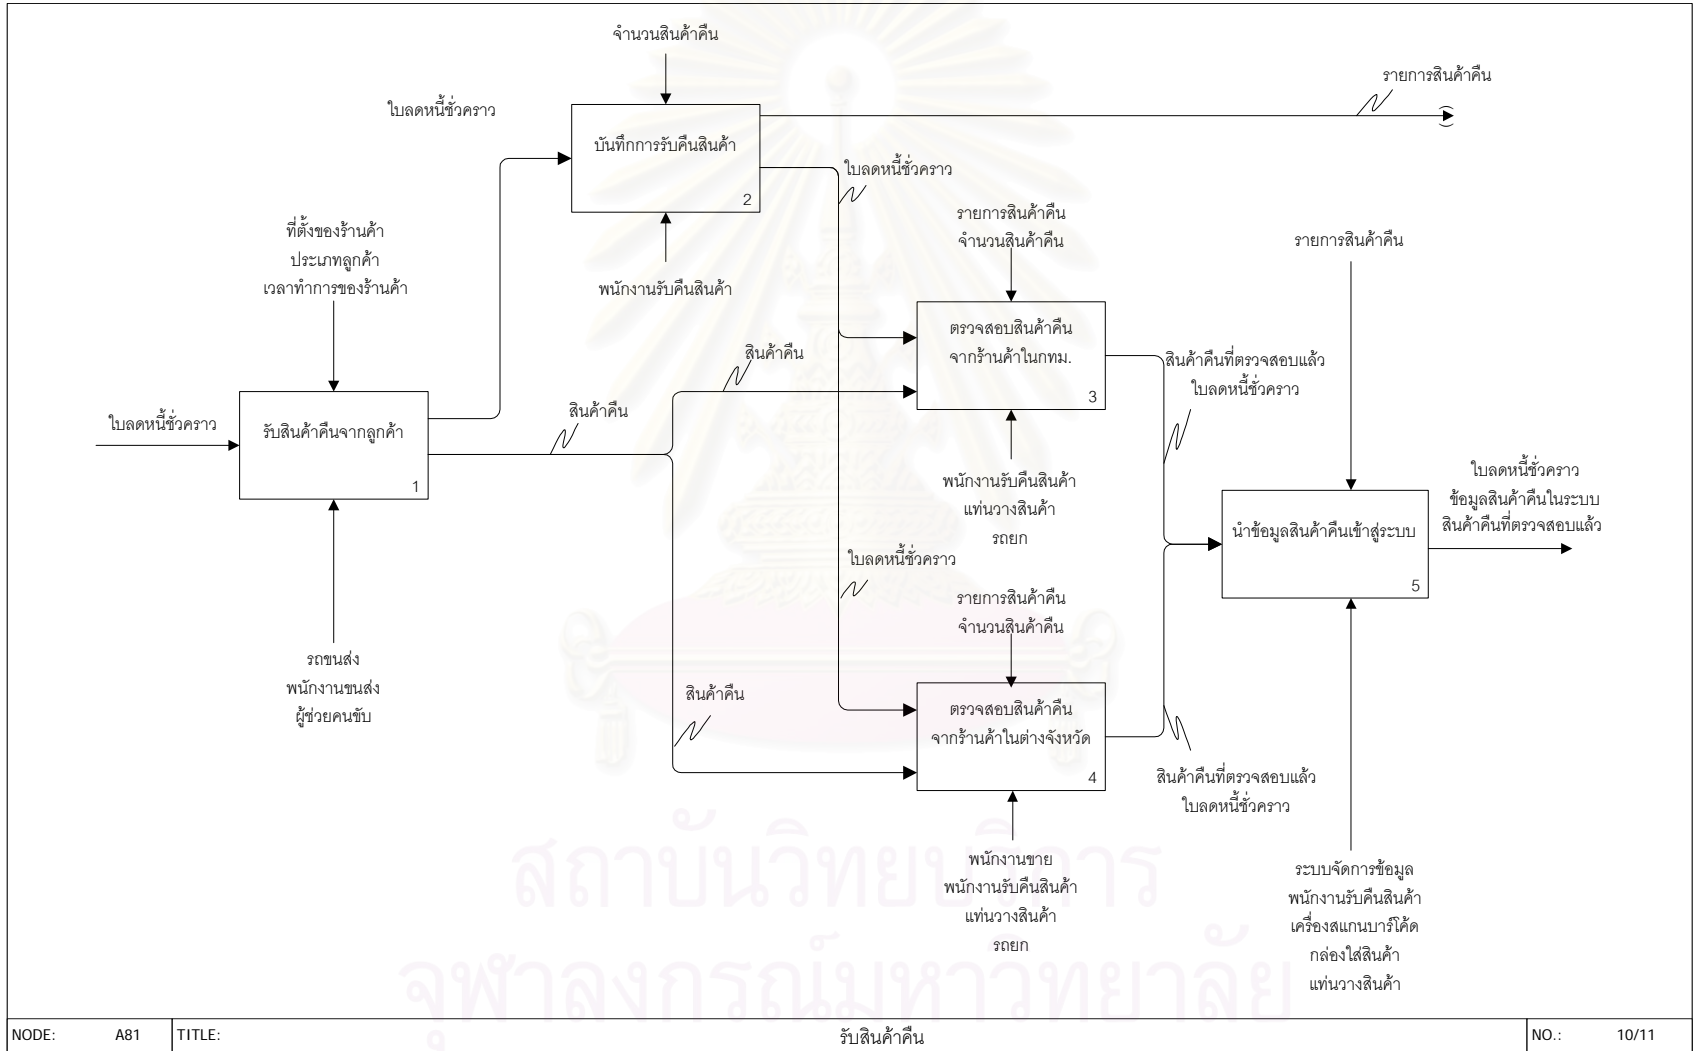 จำนวนสินค้าคืน
รายการสินค้าคืน
ใบลดหนี้ชั่วคราว
บันทึกการรับคืนสินค้า
2
ใบลดหนี้ชั่วคราว
พนักงานรับคืนสินค้า
ที่ตั้งของร้านค้า
ประเภทลูกค้า
เวลาทำการของร้านค้า
รายการสินค้าคืน
จำนวนสินค้าคืน
รายการสินค้าคืน
ตรวจสอบสินค้าคืน
จากร้านค้าในกทม.
3
สินค้าคืน
สินค้าคืนที่ตรวจสอบแล้ว
ใบลดหนี้ชั่วคราว
ใบลดหนี้ชั่วคราว
รับสินค้าคืนจากลูกค้า
1
สินค้าคืน
พนักงานรับคืนสินค้า
แท่นวางสินค้า
รถยก
ใบลดหนี้ชั่วคราว
ข้อมูลสินค้าคืนในระบบ
สินค้าคืนที่ตรวจสอบแล้ว
นำข้อมูลสินค้าคืนเข้าสู่ระบบ
5
ใบลดหนี้ชั่วคราว
รายการสินค้าคืน
จำนวนสินค้าคืน
รถขนส่ง
พนักงานขนส่ง
ผู้ช่วยคนขับ
สินค้าคืน
ตรวจสอบสินค้าคืน
จากร้านค้าในต่างจังหวัด
4
สินค้าคืนที่ตรวจสอบแล้ว
ใบลดหนี้ชั่วคราว
พนักงานขาย
พนักงานรับคืนสินค้า
แท่นวางสินค้า
รถยก
ระบบจัดการข้อมูล
พนักงานรับคืนสินค้า
เครื่องสแกนบาร์โค้ด
กล่องใส่สินค้า
แท่นวางสินค้า
สถาบันวิทยบริการ
จุฬาลงกรณ์มหาวิทยาลัย
NODE: A81 TITLE: รับสินค้าคืน NO.: 10/11